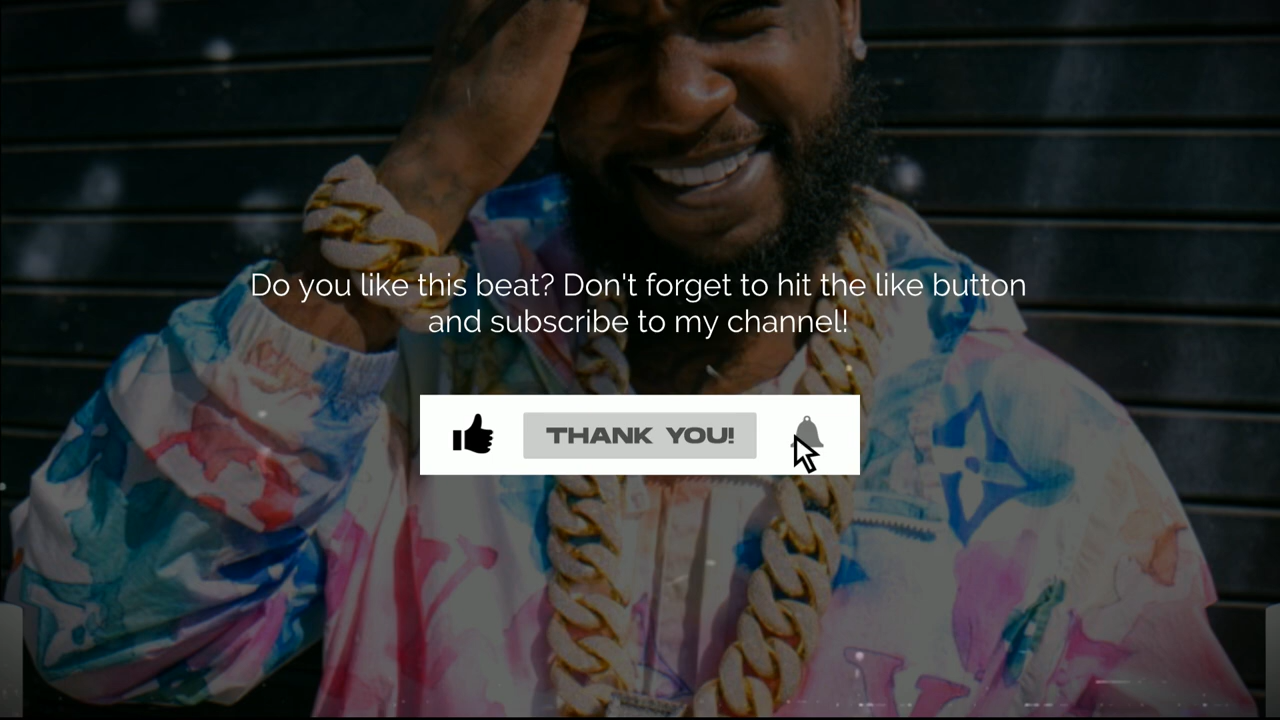 Do you like this beat? Don't forget to hit the like button
and subscribe to my channel!
THANK YOU!